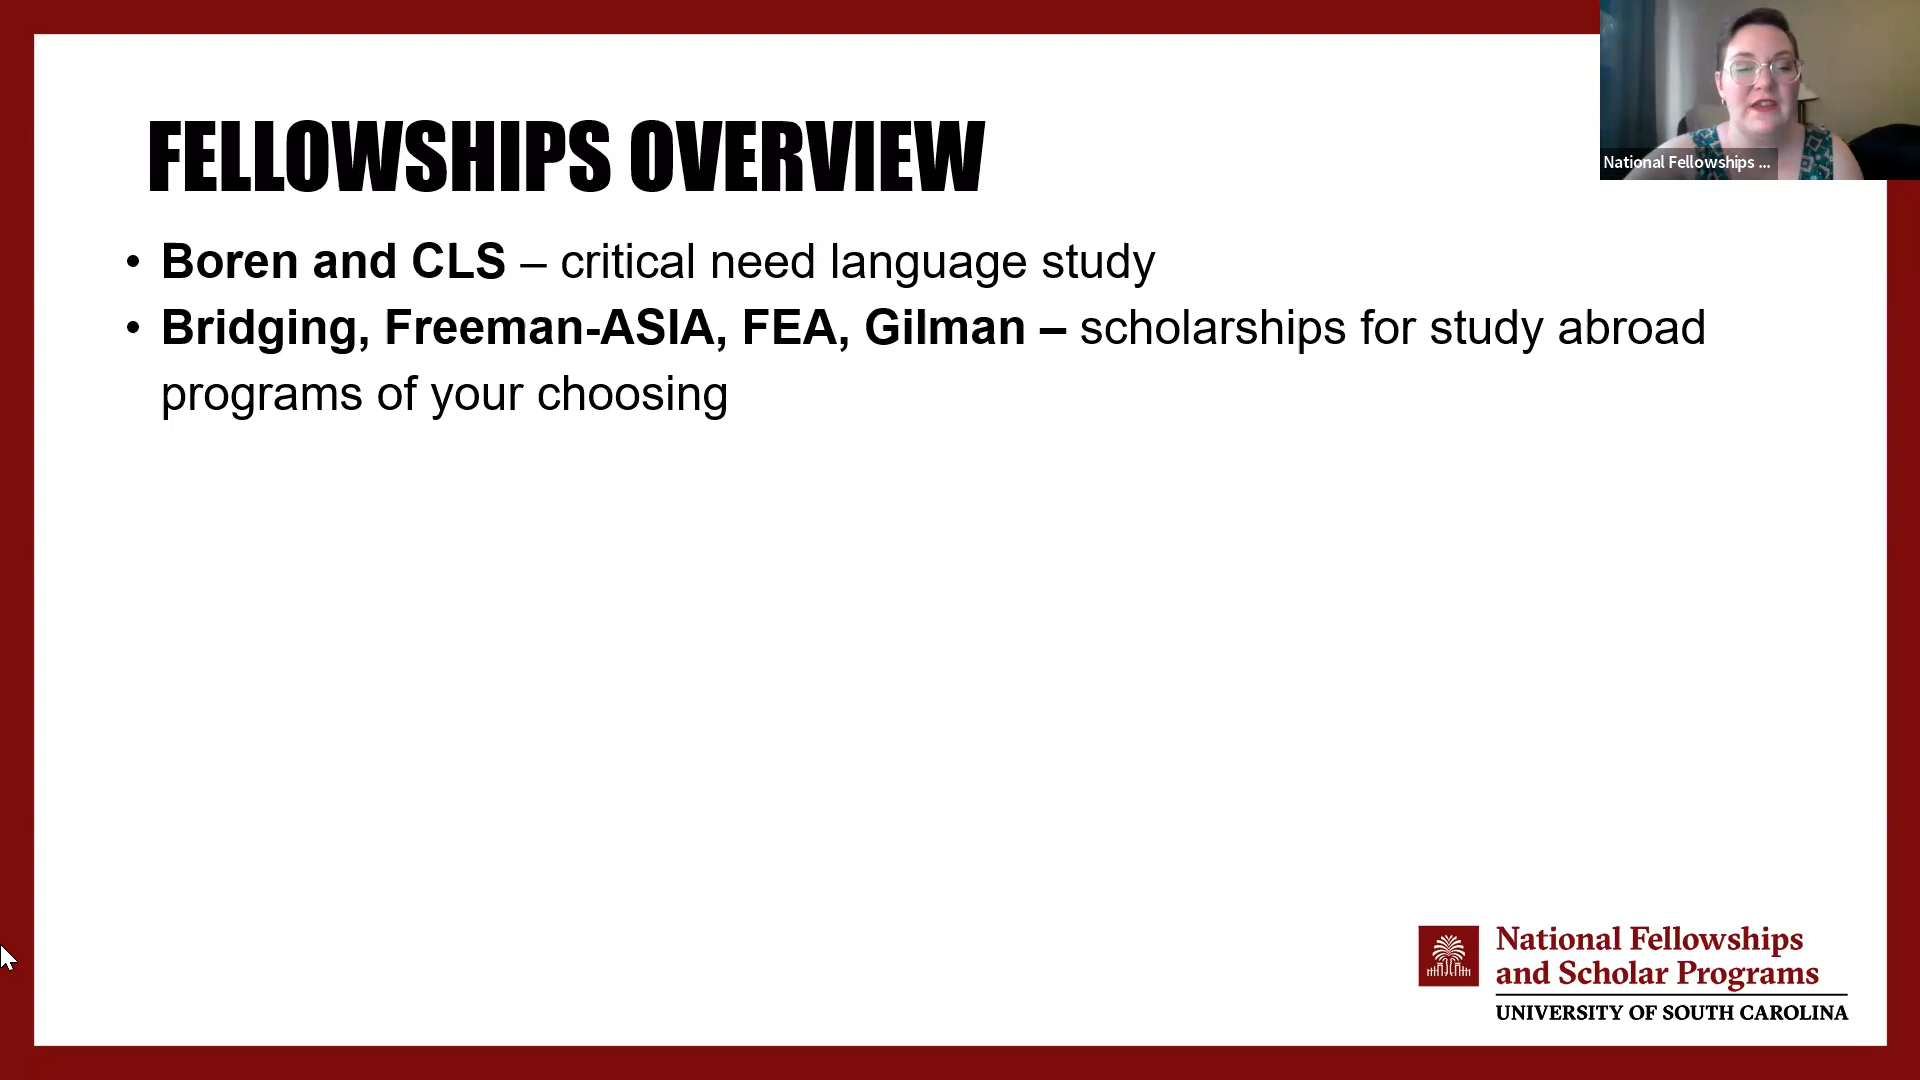 FELLOWSHIPS OVERVIEW
• Boren and CLS – critical need language study
• Bridging, Freeman-ASIA, FEA, Gilman – scholarships for study abroad
programs of your choosing
National Fellowships ...
National Fellowships
and Scholar Programs
UNIVERSITY OF SOUTH CAROLINA